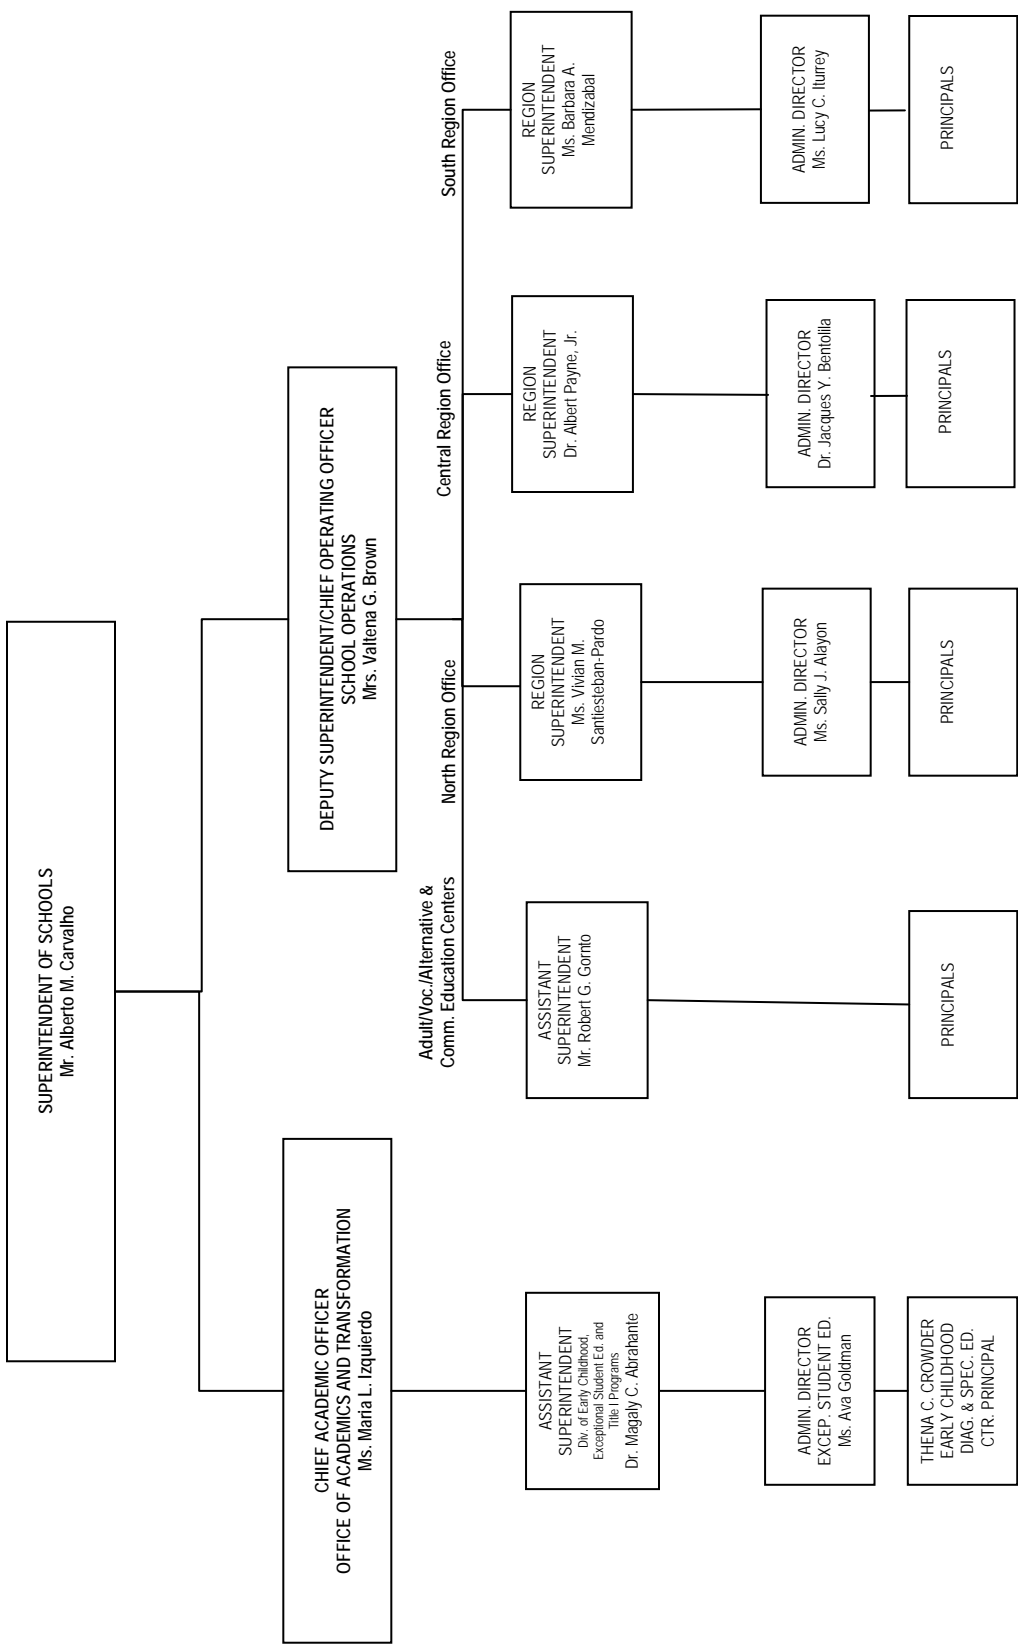 SUPERINTENDENT OF SCHOOLS
Mr. Alberto M. Carvalho
CHIEF ACADEMIC OFFICER
OFFICE OF ACADEMICS AND TRANSFORMATION
Ms. Maria L. Izquierdo
DEPUTY SUPERINTENDENT/CHIEF OPERATING OFFICER
SCHOOL OPERATIONS
Mrs. Valtena G. Brown
Adult/Voc./Alternative &
Comm. Education Centers
North Region Office
Central Region Office
South Region Office
ASSISTANT
SUPERINTENDENT
Div. of Early Childhood,
Exceptional Student Ed. and
Title I Programs
Dr. Magaly C. Abrahante
ASSISTANT
SUPERINTENDENT
Mr. Robert G. Gornto
REGION
SUPERINTENDENT
Ms. Vivian M.
Santiesteban-Pardo
REGION
SUPERINTENDENT
Dr. Albert Payne, Jr.
REGION
SUPERINTENDENT
Ms. Barbara A.
Mendizabal
ADMIN. DIRECTOR
EXCEP. STUDENT ED.
Ms. Ava Goldman
ADMIN. DIRECTOR
Ms. Sally J. Alayon
ADMIN. DIRECTOR
Dr. Jacques Y. Bentolila
ADMIN. DIRECTOR
Ms. Lucy C. Iturrey
THENA C. CROWDER
EARLY CHILDHOOD
DIAG. & SPEC. ED.
CTR. PRINCIPAL
PRINCIPALS
PRINCIPALS
PRINCIPALS
PRINCIPALS